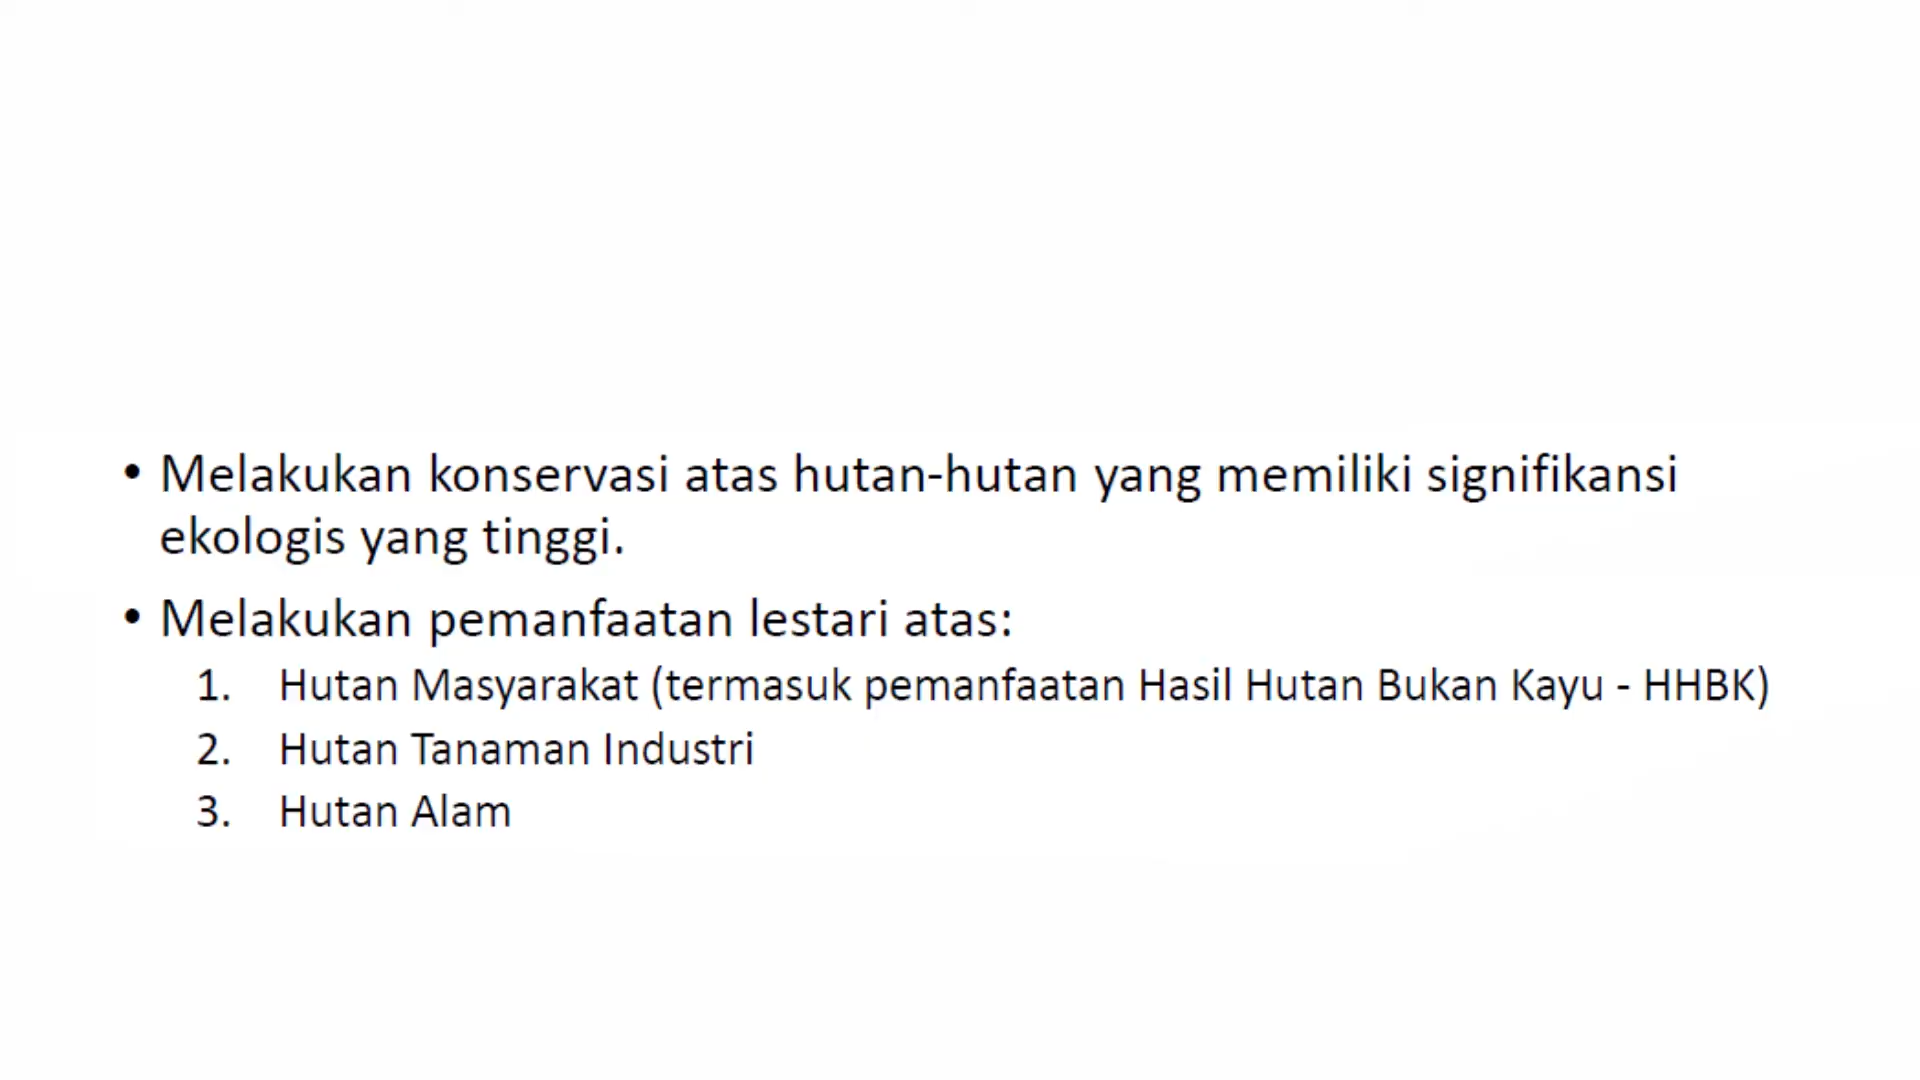 • Melakukan konservasi atas hutan-hutan yang memiliki signifikansi
ekologis yang tinggi.
• Melakukan pemanfaatan lestari atas:
1. Hutan Masyarakat (termasuk pemanfaatan Hasil Hutan Bukan Kayu - HHBK)
2. Hutan Tanaman Industri
3. Hutan Alam